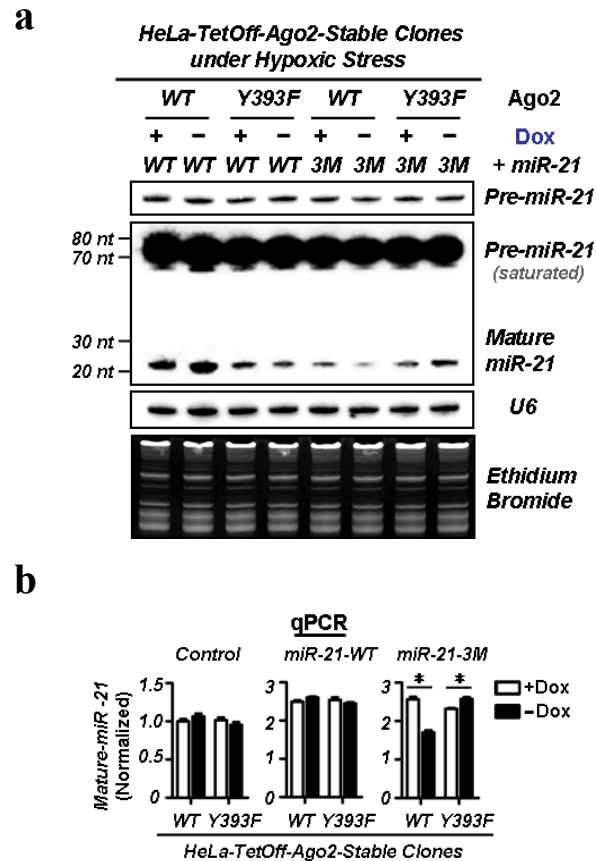 a
HeLa-TetOff-Ago2-Stable Clones
under Hypoxic Stress
WT Y393F WT Y393F Ago2
+ − + − + − + − Dox
WT WT WT WT 3M 3M 3M 3M + miR-21
Pre-miR-21
80 nt
70 nt
Pre-miR-21
(saturated)
30 nt
20 nt
Mature
miR-21
U6
Ethidium
Bromide
b
qPCR
Control miR-21-WT miR-21-3M
Mature-miR -21
(Normalized)
1.5
1.0
0.5
0
3
2
1
0
3
2
1
0
* *
+Dox
−Dox
WT Y393F WT Y393F WT Y393F
HeLa-TetOff-Ago2-Stable Clones